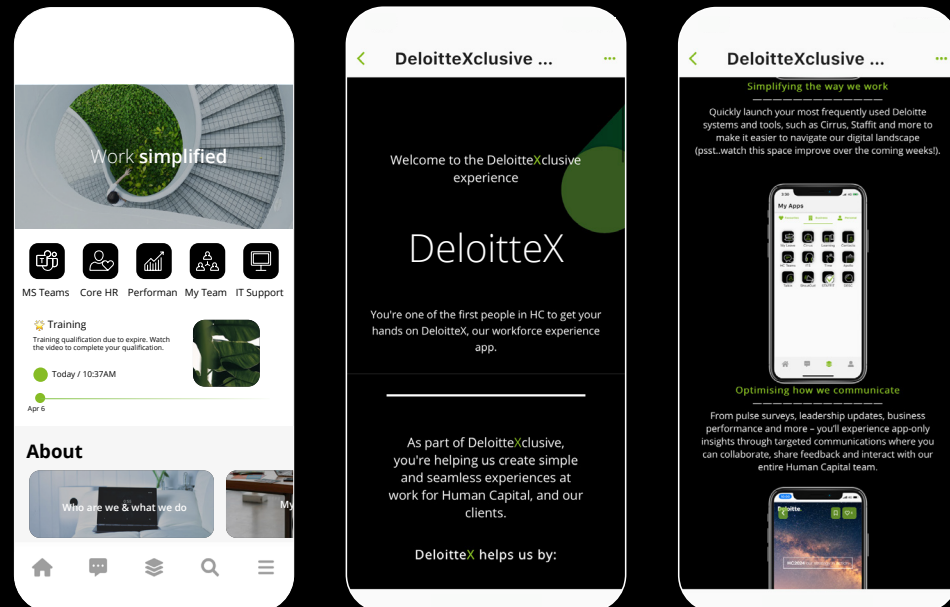 Work simplified
MS Teams Core HR Performan My Team IT Support
Training
Training qualification due to expire. Watch
the video to complete your qualification.
Today / 10:37AM
Apr 6
About
Who are we & what we do
My
DeloitteXclusive ...
Welcome to the DeloitteXclusive
experience
DeloitteX
You're one of the first people in HC to get your
hands on DeloitteX, our workforce experience
app.
As part of DeloitteXclusive,
you're helping us create simple
and seamless experiences at
work for Human Capital, and our
clients.
DeloitteX helps us by:
DeloitteXclusive ...
Simplifying the way we work
Quickly launch your most frequently used Deloitte
systems and tools, such as Cirrus, Staffit and more to
make it easier to navigate our digital landscape
(psst..watch this space improve over the coming weeks!).
My Apps
Optimising how we communicate
From pulse surveys, leadership updates, business
performance and more – you'll experience app-only
insights through targeted communications where you
can collaborate, share feedback and interact with our
entire Human Capital team.
Deloitte.